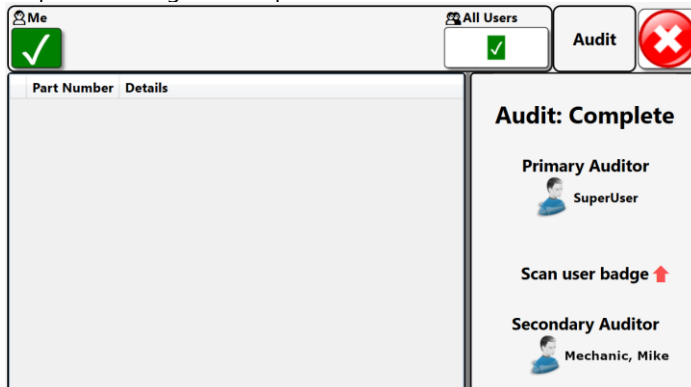 Me
All Users
Audit
Part Number Details
Audit: Complete
Primary Auditor
SuperUser
Scan user badge
Secondary Auditor
Mechanic, Mike